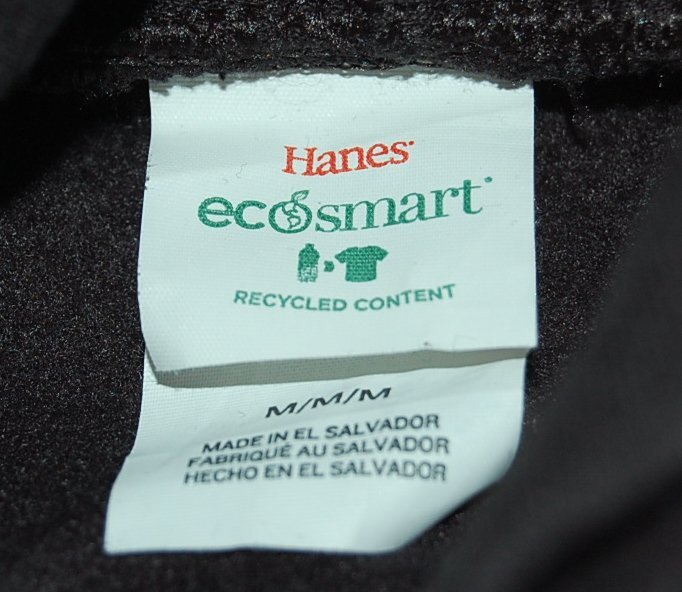 Hanes
ecosmart
RECYCLED CONTENT
M/M/M
MADE IN EL SALVADOR
FABRIQUÉ AU SALVADOR
HECHO EN EL SALVADOR